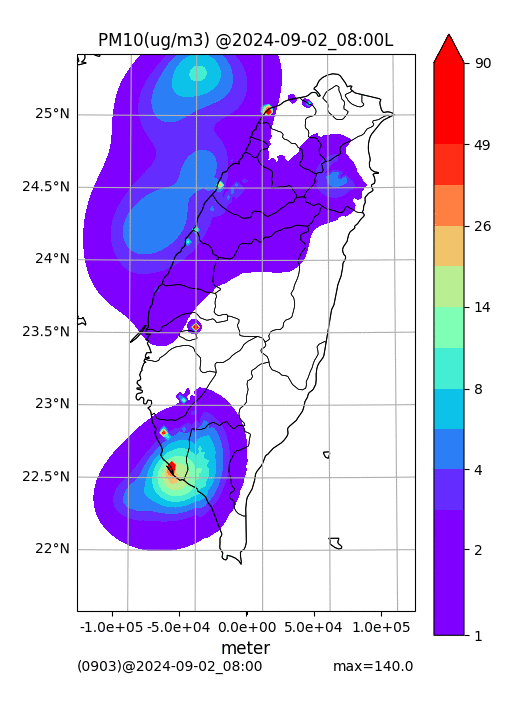 PM10(ug/m3) @2024-09-02_08:00L
25°N
24.5°N
24°N
23.5°N
23°N
22.5°N
22°N
90
49
26
14
8
4
2
1
-1.0e+05 -5.0e+04 0.0e+00 5.0e+04 1.0e+05
meter
(0903)@2024-09-02_08:00 max=140.0